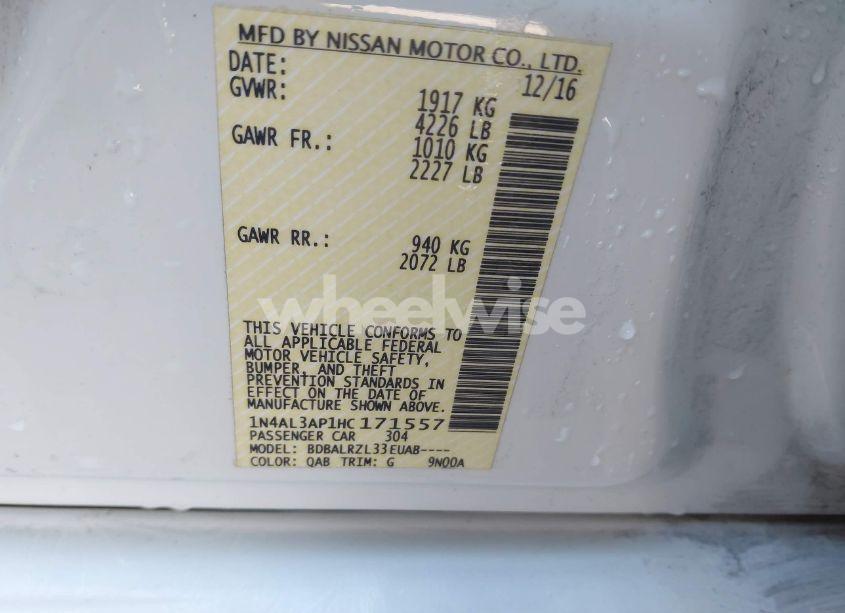 MFD BY NISSAN MOTOR CO., LTD.
DATE: 12/16
GVWR: 1917 KG
4226 LB
GAWR FR.: 1010 KG
2227 LB
GAWR RR.: 940 KG
2072 LB
wheelwise
THIS VEHICLE CONFORMS TO
ALL APPLICABLE FEDERAL
MOTOR VEHICLE SAFETY,
BUMPER, AND THEFT
PREVENTION STANDARDS IN
EFFECT ON THE DATE OF
MANUFACTURE SHOWN ABOVE.
1N4AL3AP1HC171557
PASSENGER CAR 304
MODEL: BDBALRZL33EUAB----
COLOR: QAB TRIM: G 9N00A